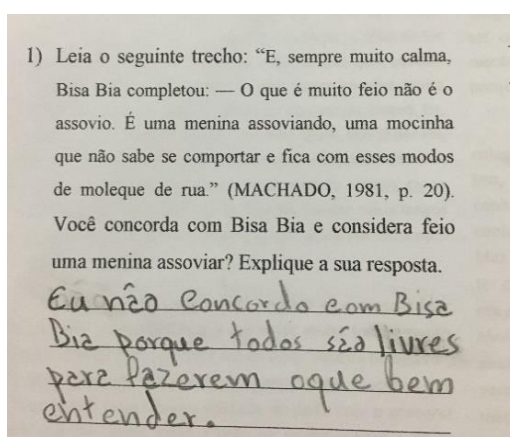 1) Leia o seguinte trecho: “E, sempre muito calma,
Bisa Bia completou: — O que é muito feio não é o
assovio. É uma menina assoviando, uma mocinha
que não sabe se comportar e fica com esses modos
de moleque de rua.” (MACHADO, 1981, p. 20).
Você concorda com Bisa Bia e considera feio
uma menina assoviar? Explique a sua resposta.
Eu não concordo com Bisa
Bia porque todos são livres
para fazerem oque bem
entender.